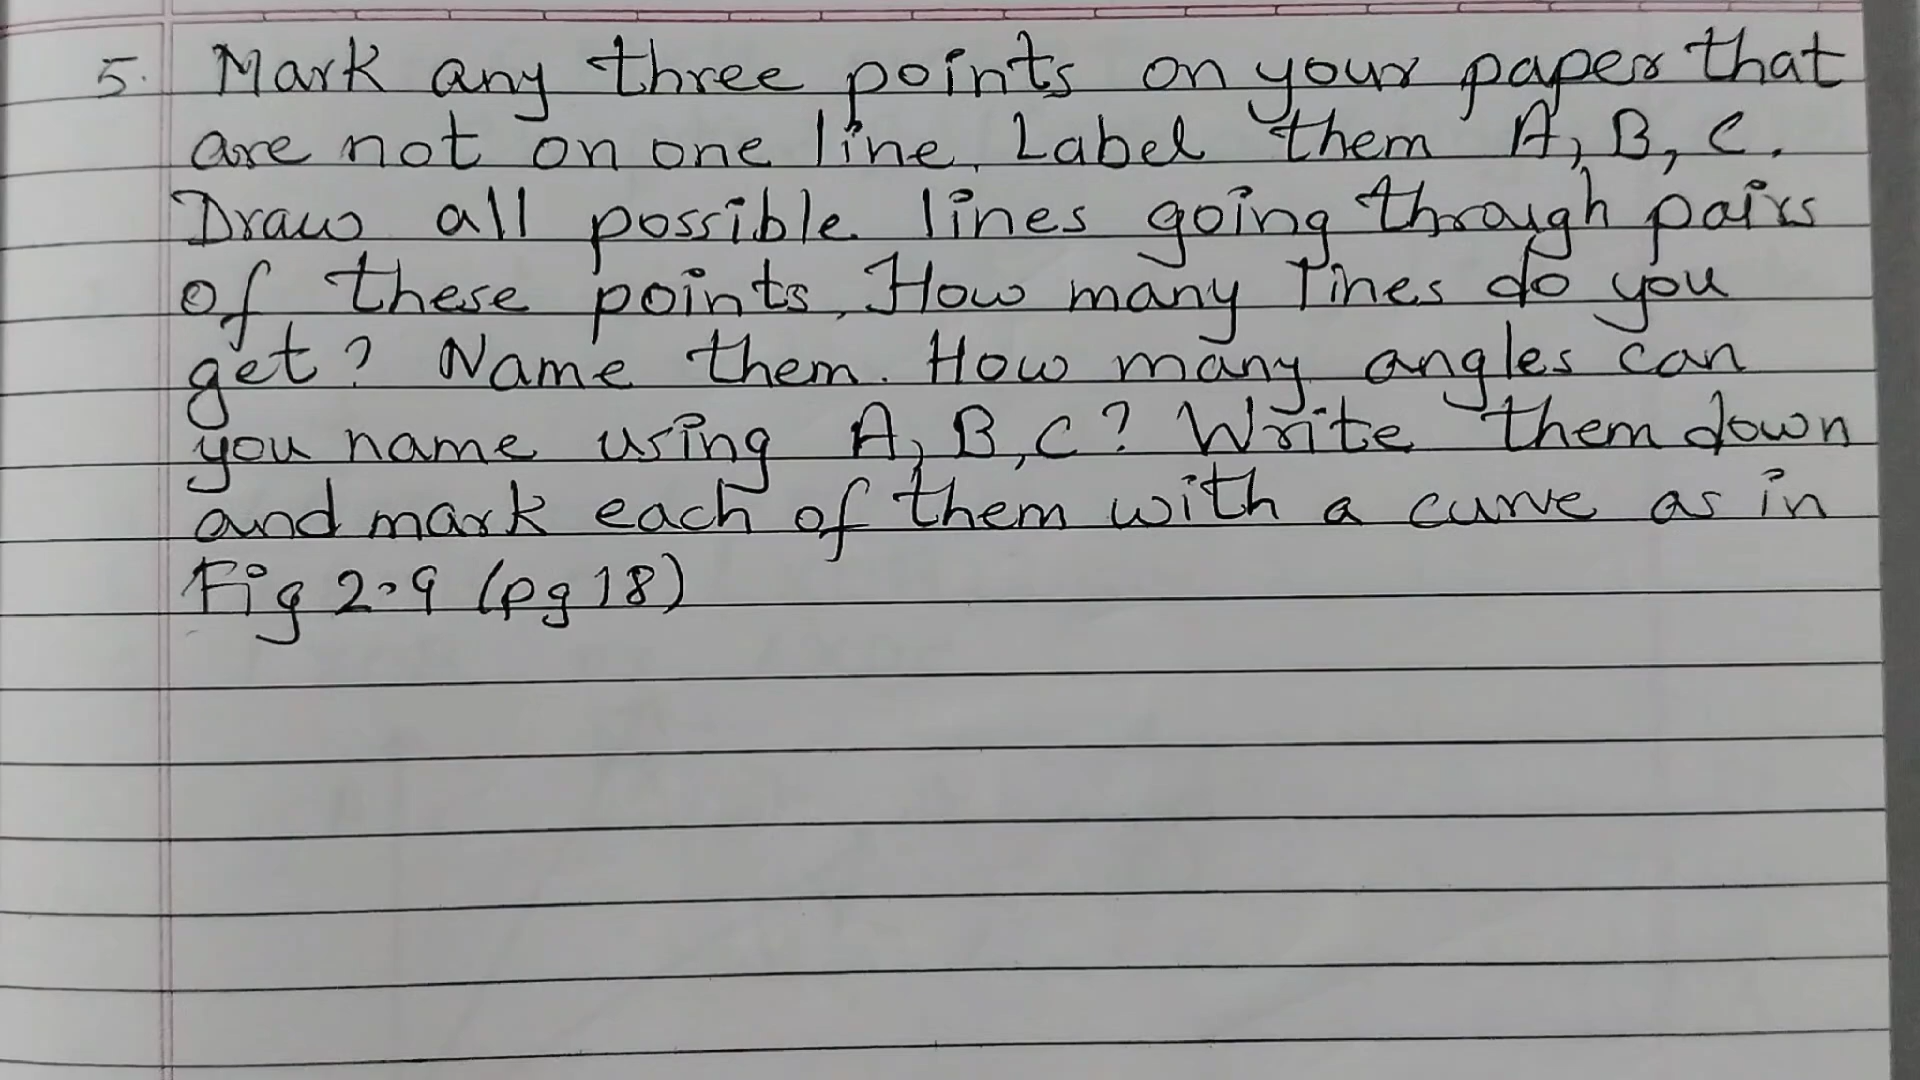 5. Mark any three points on your paper that
are not on one line. Label them A, B, C.
Draw all possible lines going through pairs
of these points. How many lines do you
get? Name them. How many angles can
you name using A, B, C? Write them down
and mark each of them with a curve as in
Fig 2.9 (pg 18)